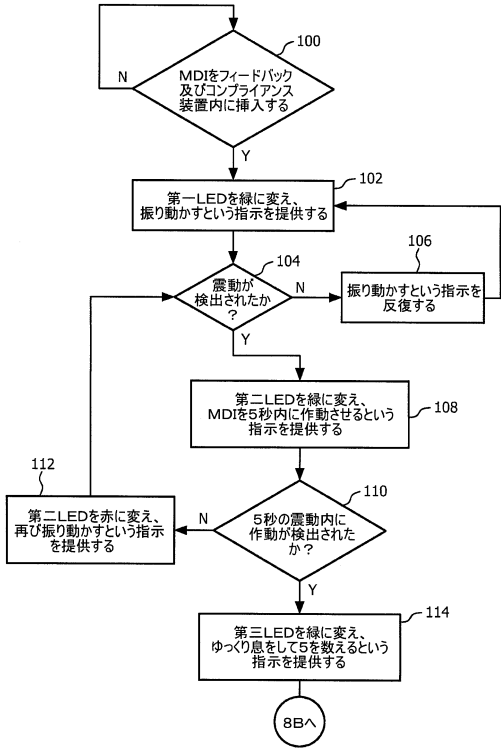 100
N
MDIをフィードバック
及びコンプライアンス
装置内に挿入する
Y
102
第一LEDを緑に変え、
振り動かすという指示を提供する
104
震動が
検出されたか
？
N
Y
106
振り動かすという指示を
反復する
第二LEDを緑に変え、
MDIを5秒内に作動させるという
指示を提供する
108
112
第二LEDを赤に変え、
再び振り動かすという指示
を提供する
110
N
5秒の震動内に
作動が検出された
か？
Y
114
第三LEDを緑に変え、
ゆっくり息をして5を数えるという
指示を提供する
8Bへ